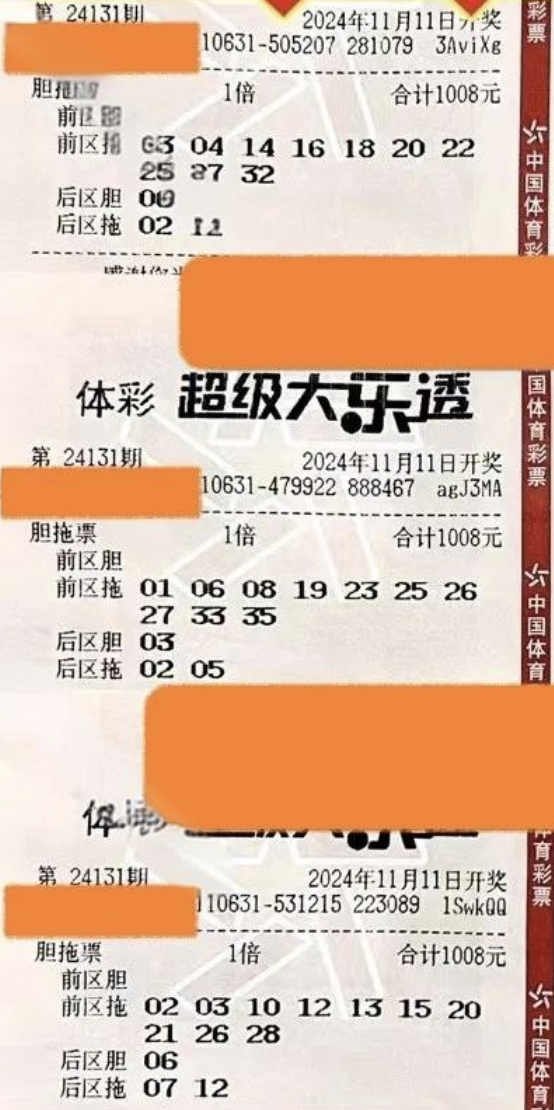 第 24131期
2024年11月11日开奖
10631-505207 281079 3AviXg
胆拖
1倍
合计1008元
前区
前区拖 03 04 14 16 18 20 22
25 27 32
后区胆
后区拖 02 11
感谢您为
体彩 超级大乐透
第 24131期
2024年11月11日开奖
10631-479922 888467 agJ3MA
胆拖票
1倍
合计1008元
前区胆
前区拖 01 06 08 19 23 25 26
27 33 35
后区胆 03
后区拖 02 05
体
超级大乐透
第 24131期
2024年11月11日开奖
110631-531215 223089 1SwkQQ
胆拖票
1倍
合计1008元
前区胆
前区拖 02 03 10 12 13 15 20
21 26 28
后区胆 06
后区拖 07 12
彩票
中国体育彩
国体育彩票
中国体育
体育彩票
中国体育